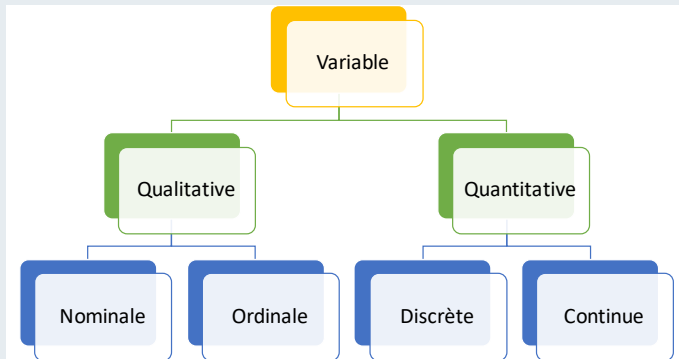 Variable
Qualitative
Quantitative
Nominale
Ordinale
Discrète
Continue